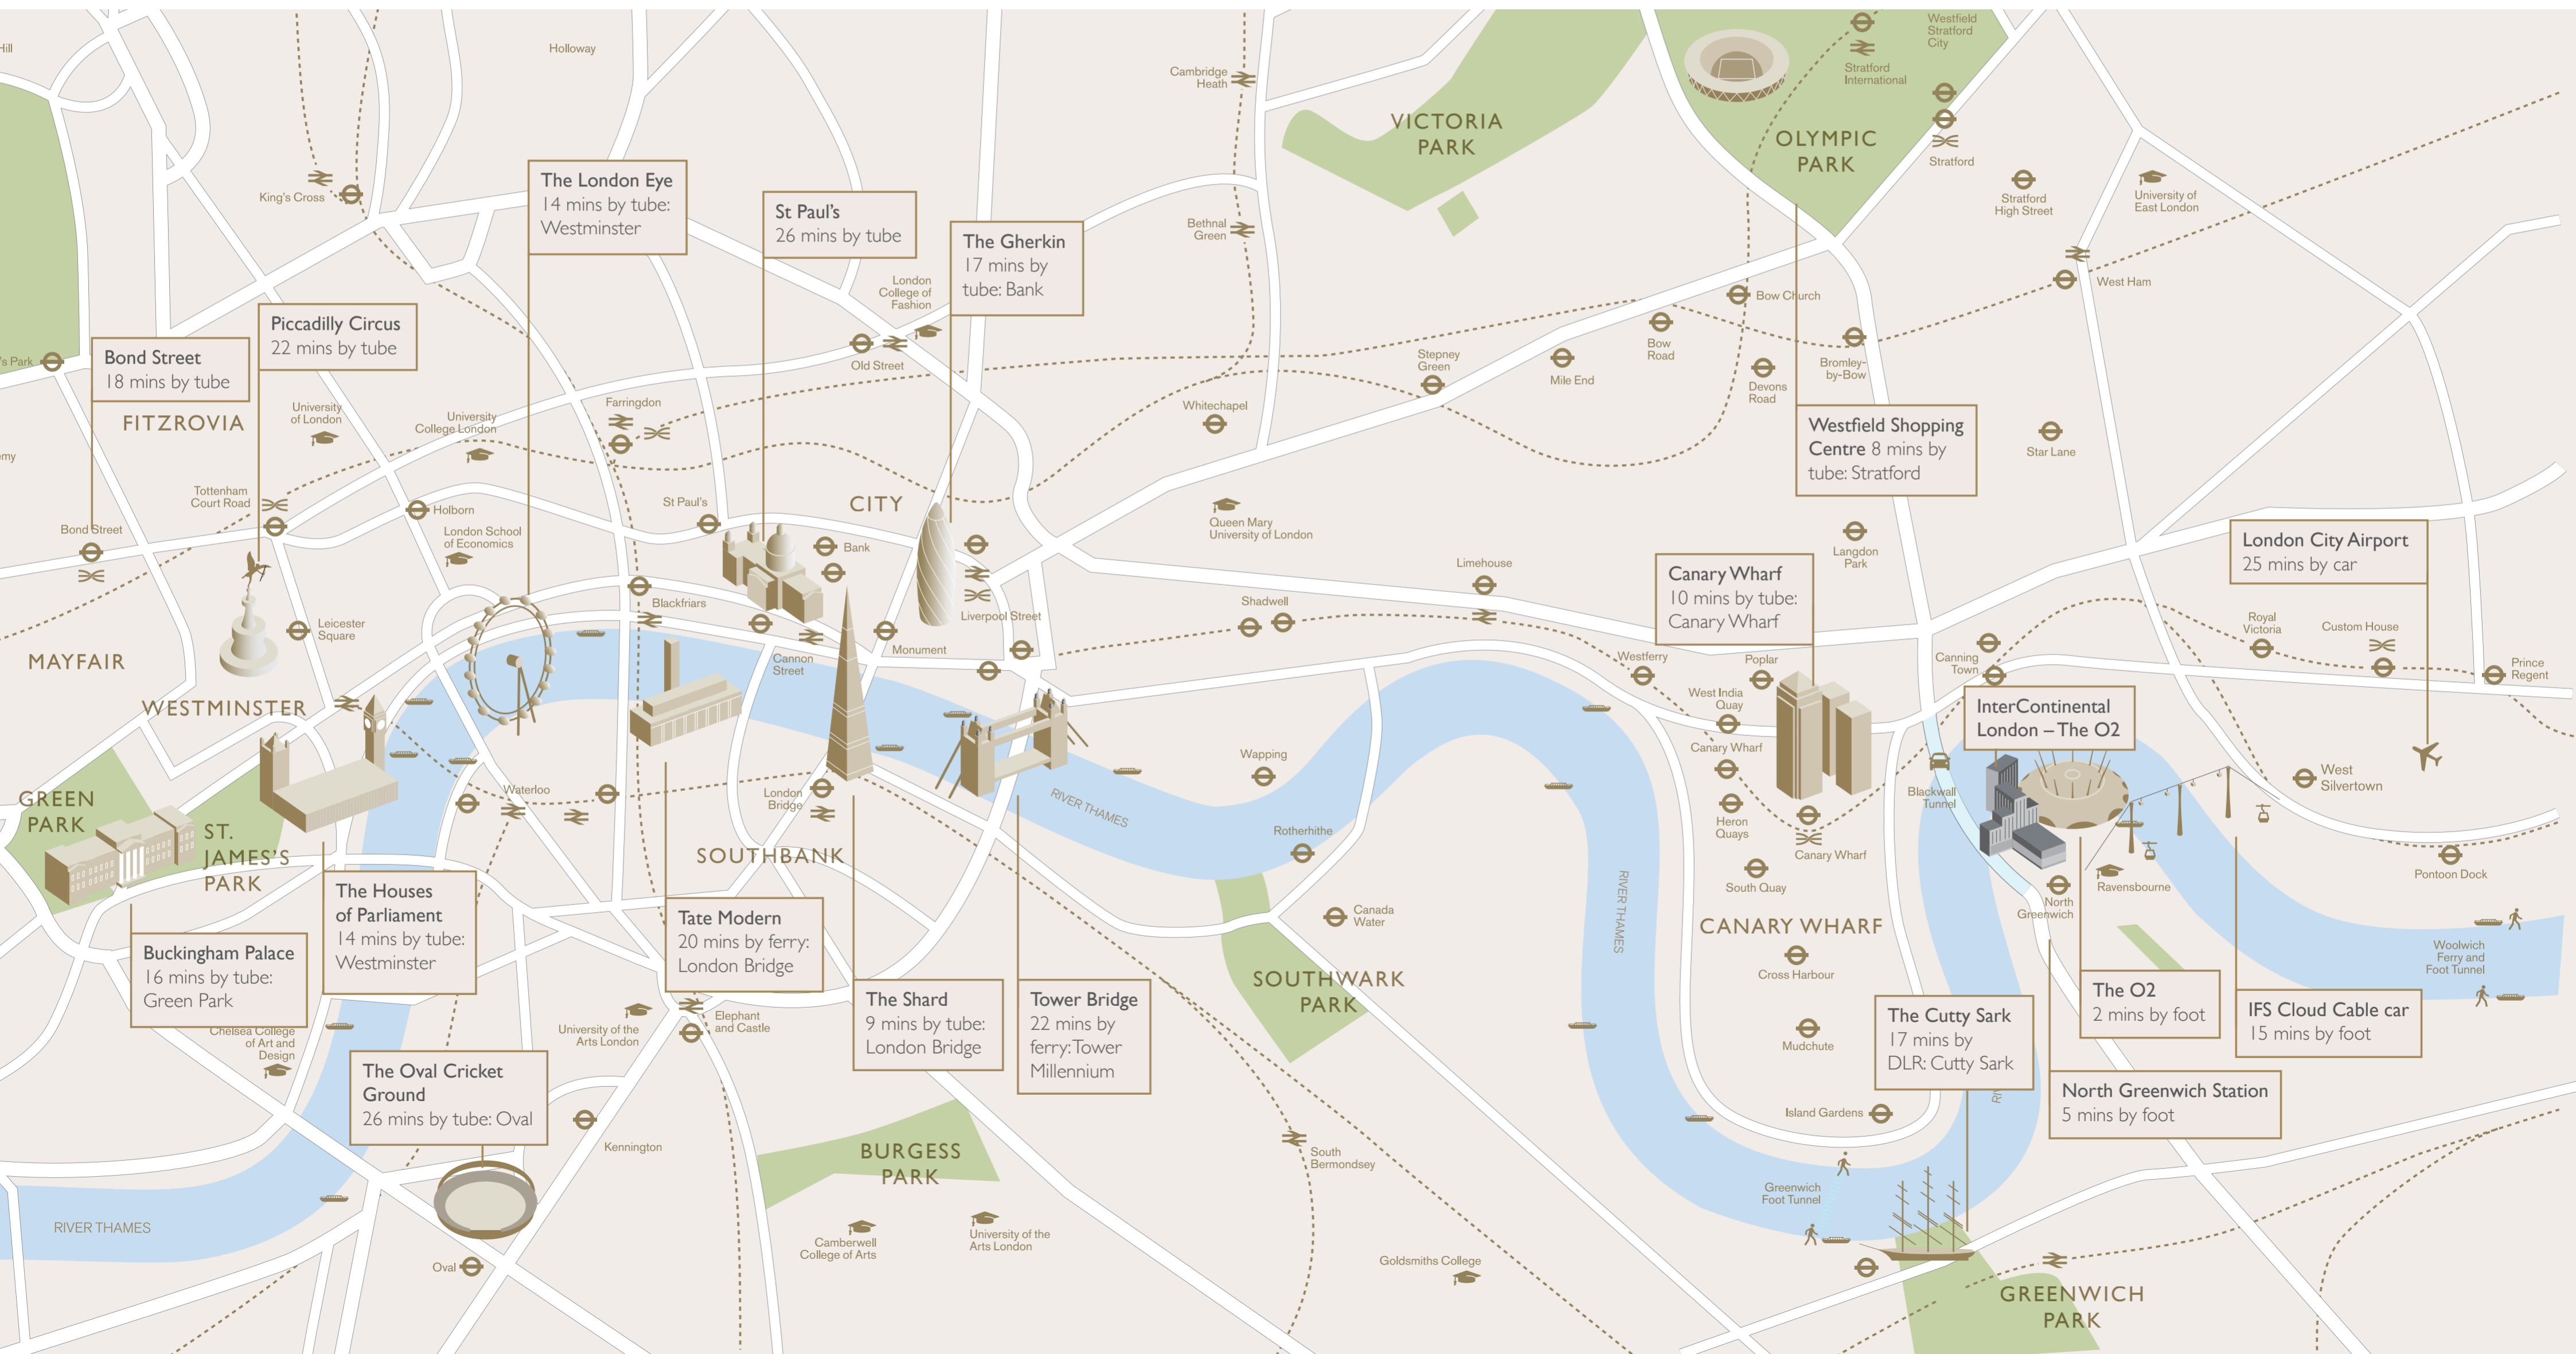 Hill
Holloway
Cambridge
Heath
VICTORIA
PARK
Westfield
Stratford
City
Stratford
International
OLYMPIC
PARK
Stratford
Stratford
High Street
University of
East London
King's Cross
The London Eye
14 mins by tube:
Westminster
St Paul's
26 mins by tube
The Gherkin
17 mins by
tube: Bank
Bethnal
Green
London
College of
Fashion
West Ham
Bow Church
Piccadilly Circus
22 mins by tube
Bond Street
18 mins by tube
's Park
Old Street
Stepney
Green
Mile End
Bow
Road
Devons
Road
Bromley-
by-Bow
FITZROVIA
University
of London
University
College London
Farringdon
Whitechapel
Westfield Shopping
Centre 8 mins by
tube: Stratford
Star Lane
emy
Tottenham
Court Road
Bond Street
Holborn
London School
of Economics
St Paul's
CITY
Bank
Queen Mary
University of London
Limehouse
Langdon
Park
London City Airport
25 mins by car
Canary Wharf
10 mins by tube:
Canary Wharf
Leicester
Square
Blackfriars
Liverpool Street
Shadwell
Monument
Cannon
Street
MAYFAIR
WESTMINSTER
Westferry
Poplar
West India
Quay
Canary Wharf
Canning
Town
Royal
Victoria
Custom House
Prince
Regent
InterContinental
London – The O2
Wapping
RIVER THAMES
Waterloo
London
Bridge
Blackwall
Tunnel
West
Silvertown
GREEN
PARK
ST.
JAMES'S
PARK
SOUTHBANK
Rotherhithe
Heron
Quays
Canary Wharf
South Quay
Pontoon Dock
Ravensbourne
North
Greenwich
The Houses
of Parliament
14 mins by tube:
Westminster
Tate Modern
20 mins by ferry:
London Bridge
Canada
Water
RIVER THAMES
CANARY WHARF
Cross Harbour
Buckingham Palace
16 mins by tube:
Green Park
Woolwich
Ferry and
Foot Tunnel
SOUTHWARK
PARK
The Shard
9 mins by tube:
London Bridge
Tower Bridge
22 mins by
ferry: Tower
Millennium
The O2
2 mins by foot
IFS Cloud Cable car
15 mins by foot
The Cutty Sark
17 mins by
DLR: Cutty Sark
RI
Chelsea College
of Art and
Design
University of the
Arts London
Elephant
and Castle
Mudchute
The Oval Cricket
Ground
26 mins by tube: Oval
North Greenwich Station
5 mins by foot
Island Gardens
Kennington
BURGESS
PARK
South
Bermondsey
Greenwich
Foot Tunnel
RIVER THAMES
Camberwell
College of Arts
University of the
Arts London
Oval
Goldsmiths College
GREENWICH
PARK